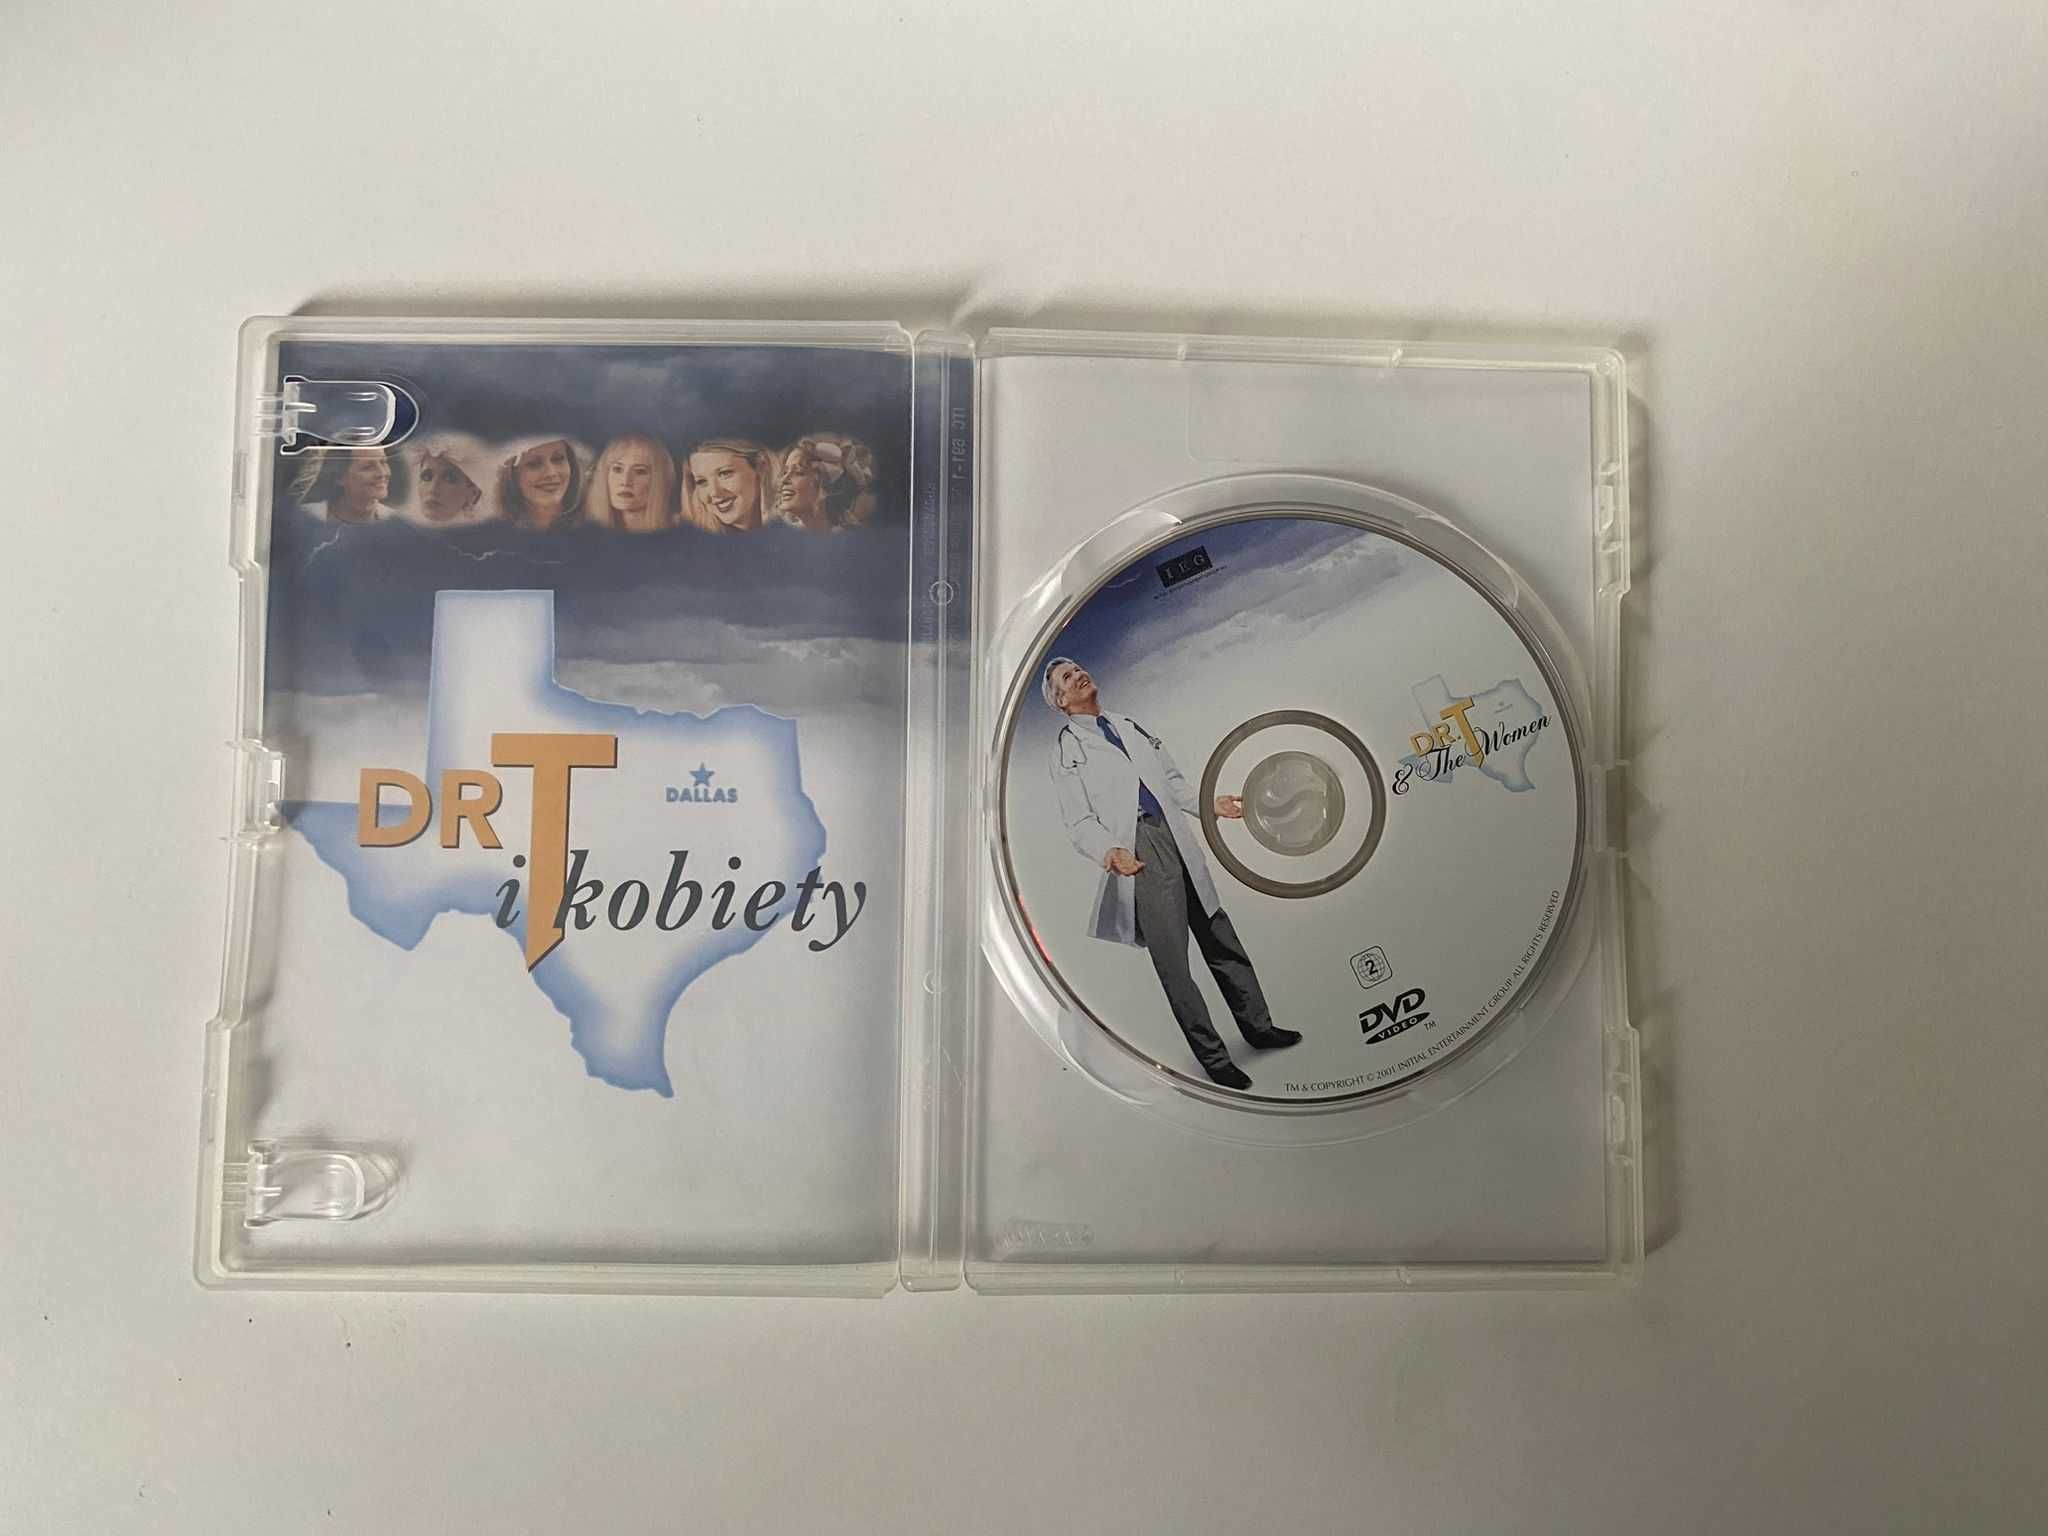 DR T
DALLAS
i kobiety
IEG
DR. T
& The Women
2
DVD
VIDEO ™
TM & COPYRIGHT © 2001 INITIAL ENTERTAINMENT GROUP. ALL RIGHTS RESERVED